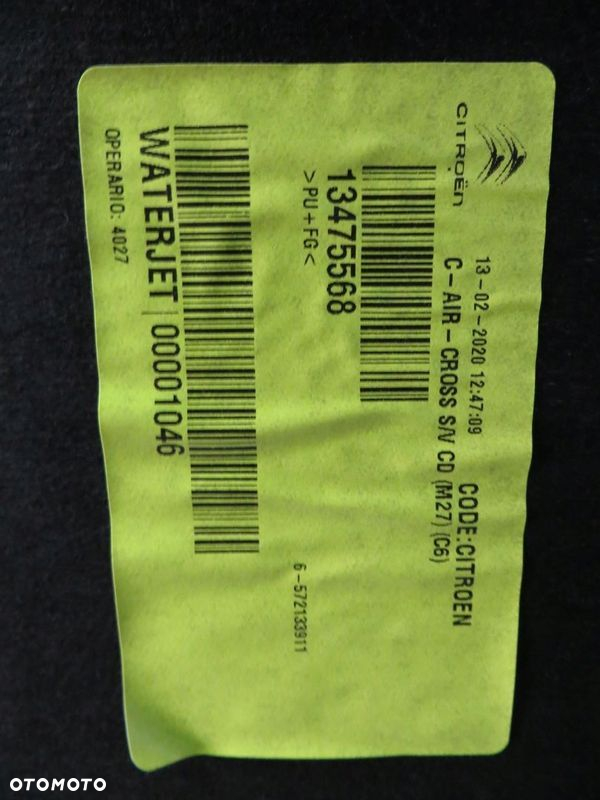 CITROËN
13-02-2020 12:47:09
CODE:CITROEN
C-AIR-CROSS S/V CD (M27) (C6)
13475568
>PU+FG<
6-572133911
WATERJET 00001046
OPERARIO: 4027
OTOMOTO